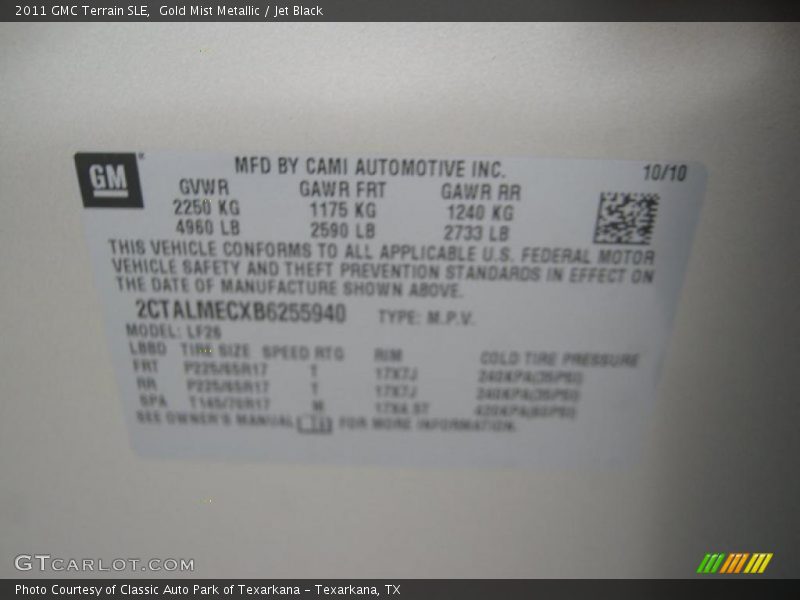 2011 GMC Terrain SLE, Gold Mist Metallic / Jet Black
GM
MFD BY CAMI AUTOMOTIVE INC. 10/10
GVWR GAWR FRT GAWR RR
2250 KG 1175 KG 1240 KG
4960 LB 2590 LB 2733 LB
THIS VEHICLE CONFORMS TO ALL APPLICABLE U.S. FEDERAL MOTOR
VEHICLE SAFETY AND THEFT PREVENTION STANDARDS IN EFFECT ON
THE DATE OF MANUFACTURE SHOWN ABOVE.
2CTALMECXB6255940 TYPE: M.P.V.
MODEL: LF26
TIRE SIZE SPEED RTG RIM COLD TIRE PRESSURE
FRT P225/65R17 T 17X7J 240KPA(35PSI)
RR P225/65R17 T 17X7J 240KPA(35PSI)
SPA M 420KPA(60PSI)
SEE OWNER'S MANUAL FOR MORE INFORMATION.
GTCARLOT.COM
Photo Courtesy of Classic Auto Park of Texarkana - Texarkana, TX